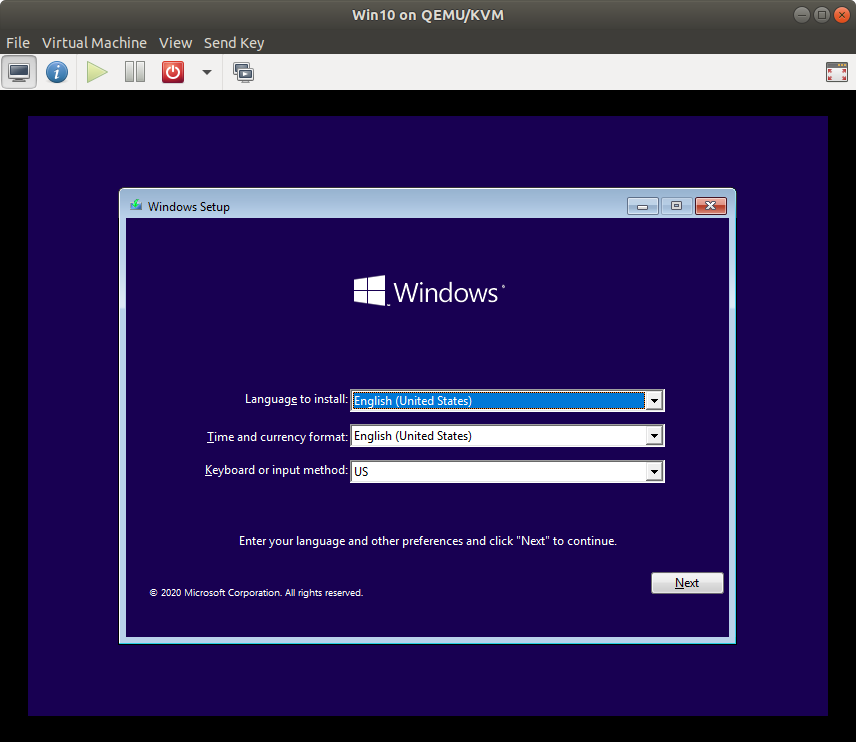 Win10 on QEMU/KVM
File Virtual Machine View Send Key
Windows Setup
Windows
Language to install: English (United States)
Time and currency format: English (United States)
Keyboard or input method: US
Enter your language and other preferences and click "Next" to continue.
Next
© 2020 Microsoft Corporation. All rights reserved.